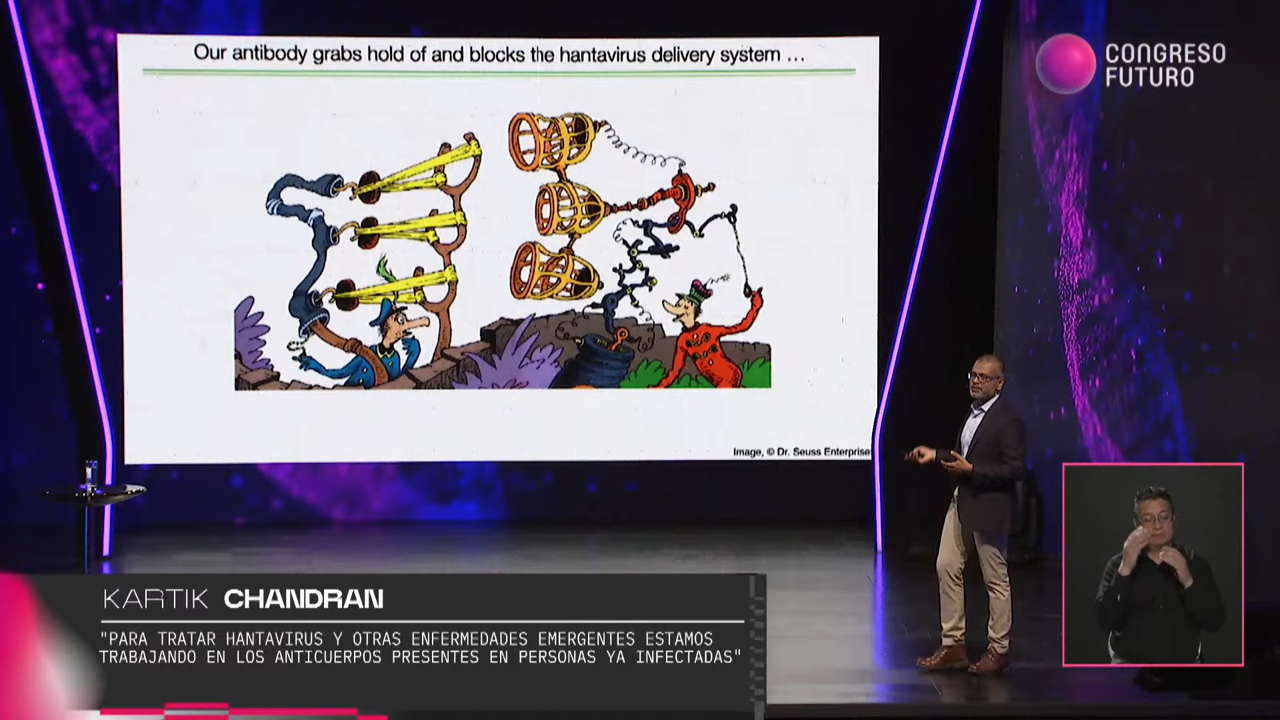 Our antibody grabs hold of and blocks the hantavirus delivery system ...
CONGRESO
FUTURO
Image, © Dr. Seuss Enterprise
KARTIK CHANDRAN
"PARA TRATAR HANTAVIRUS Y OTRAS ENFERMEDADES EMERGENTES ESTAMOS
TRABAJANDO EN LOS ANTICUERPOS PRESENTES EN PERSONAS YA INFECTADAS"